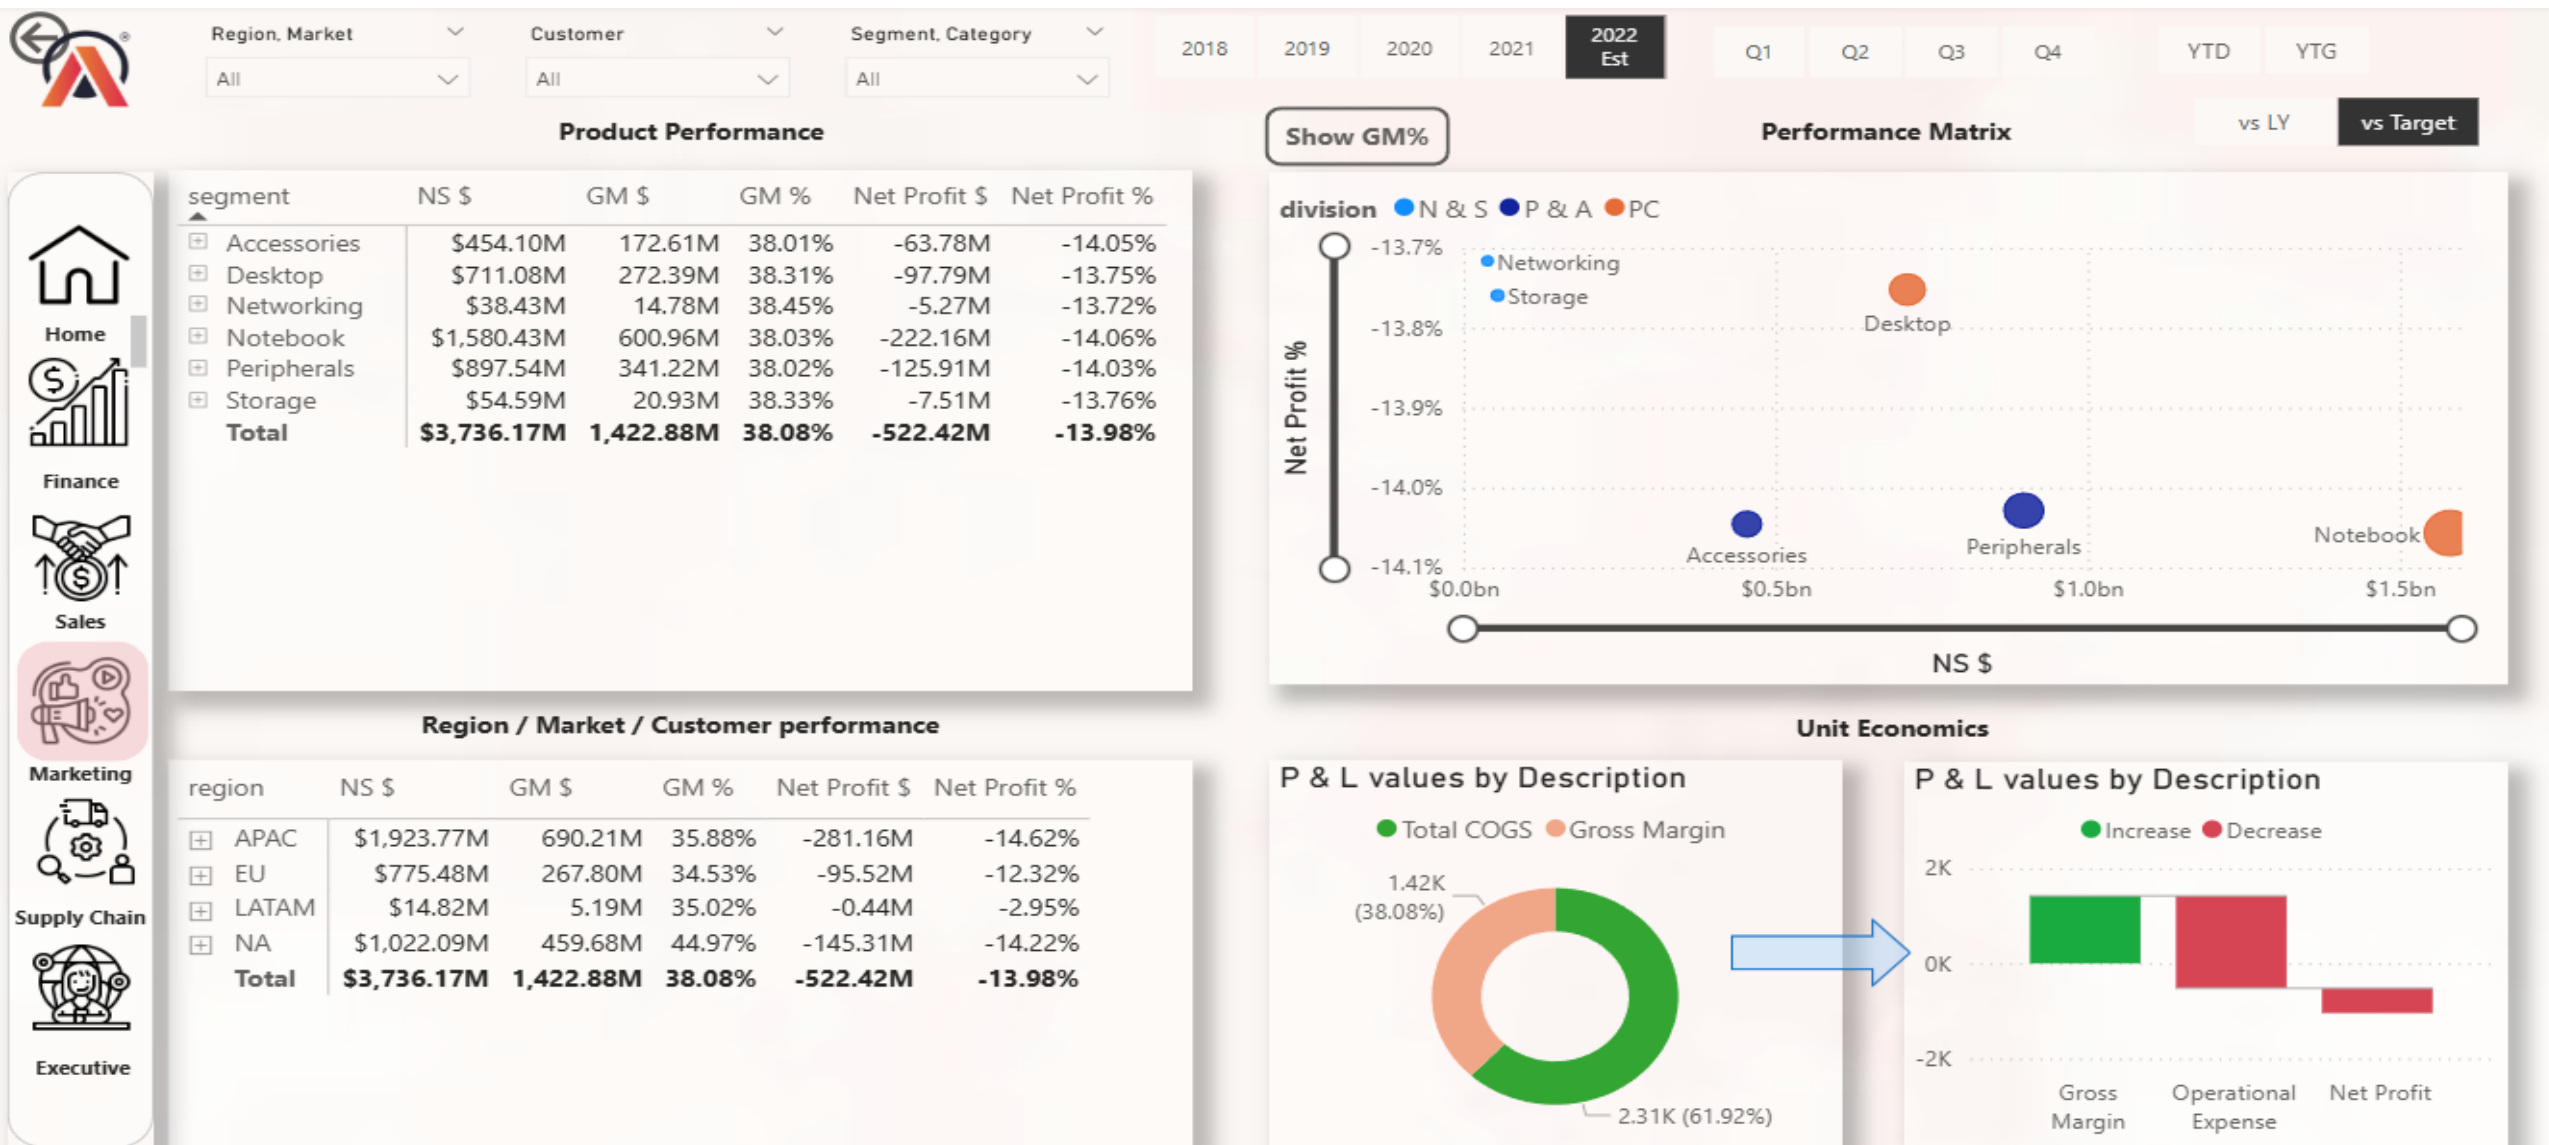 Region, Market
Customer
Segment, Category
All
All
All
2018
2019
2020
2021
2022
Est
Q1
Q2
Q3
Q4
YTD
YTG
vs LY
vs Target
®
Home
Finance
Sales
Marketing
Supply Chain
Executive
Product Performance
segment NS $ GM $ GM % Net Profit $ Net Profit %
Accessories $454.10M 172.61M 38.01% -63.78M -14.05%
Desktop $711.08M 272.39M 38.31% -97.79M -13.75%
Networking $38.43M 14.78M 38.45% -5.27M -13.72%
Notebook $1,580.43M 600.96M 38.03% -222.16M -14.06%
Peripherals $897.54M 341.22M 38.02% -125.91M -14.03%
Storage $54.59M 20.93M 38.33% -7.51M -13.76%
Total $3,736.17M 1,422.88M 38.08% -522.42M -13.98%
Show GM%
Performance Matrix
division N & S P & A PC
Net Profit %
-13.7%
-13.8%
-13.9%
-14.0%
-14.1%
Networking
Storage
Desktop
Accessories
Peripherals
Notebook
$0.0bn
$0.5bn
$1.0bn
$1.5bn
NS $
Region / Market / Customer performance
region NS $ GM $ GM % Net Profit $ Net Profit %
APAC $1,923.77M 690.21M 35.88% -281.16M -14.62%
EU $775.48M 267.80M 34.53% -95.52M -12.32%
LATAM $14.82M 5.19M 35.02% -0.44M -2.95%
NA $1,022.09M 459.68M 44.97% -145.31M -14.22%
Total $3,736.17M 1,422.88M 38.08% -522.42M -13.98%
Unit Economics
P & L values by Description
Total COGS Gross Margin
1.42K
(38.08%)
2.31K (61.92%)
P & L values by Description
Increase Decrease
2K
0K
-2K
Gross
Margin
Operational
Expense
Net Profit